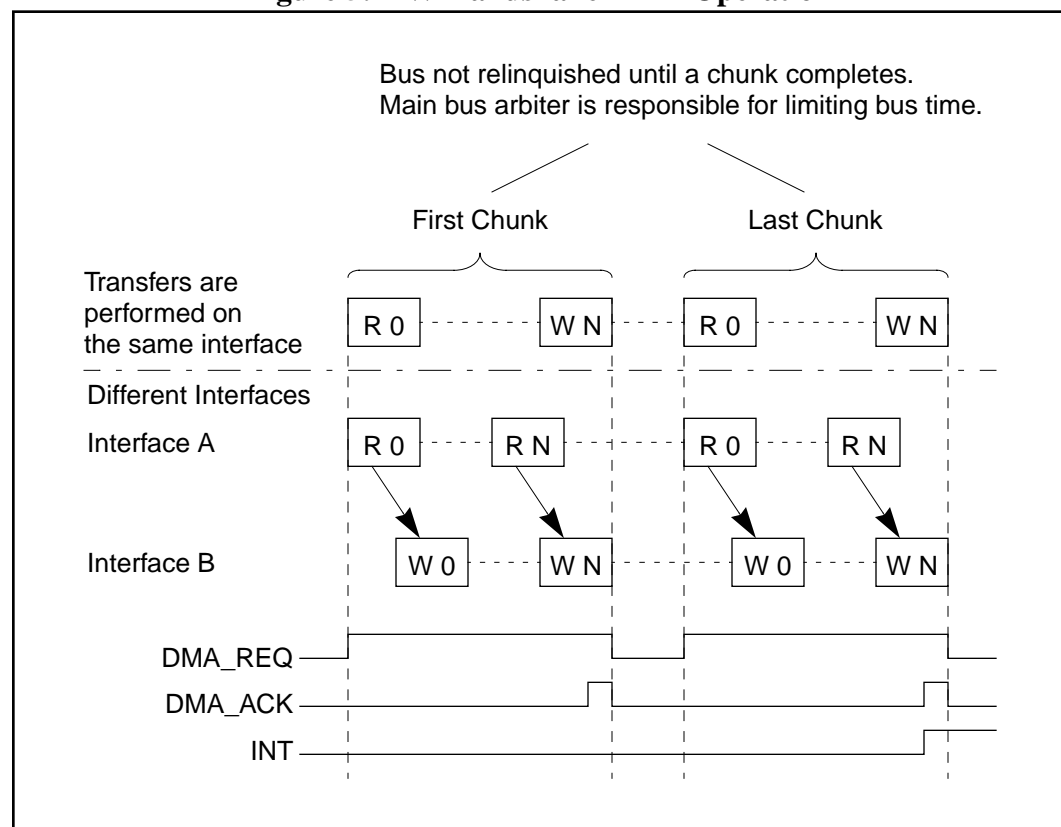 Bus not relinquished until a chunk completes.
Main bus arbiter is responsible for limiting bus time.
First Chunk
Last Chunk
Transfers are
performed on
the same interface
R 0
W N
R 0
W N
Different Interfaces
Interface A
R 0
R N
R 0
R N
Interface B
W 0
W N
W 0
W N
DMA_REQ
DMA_ACK
INT